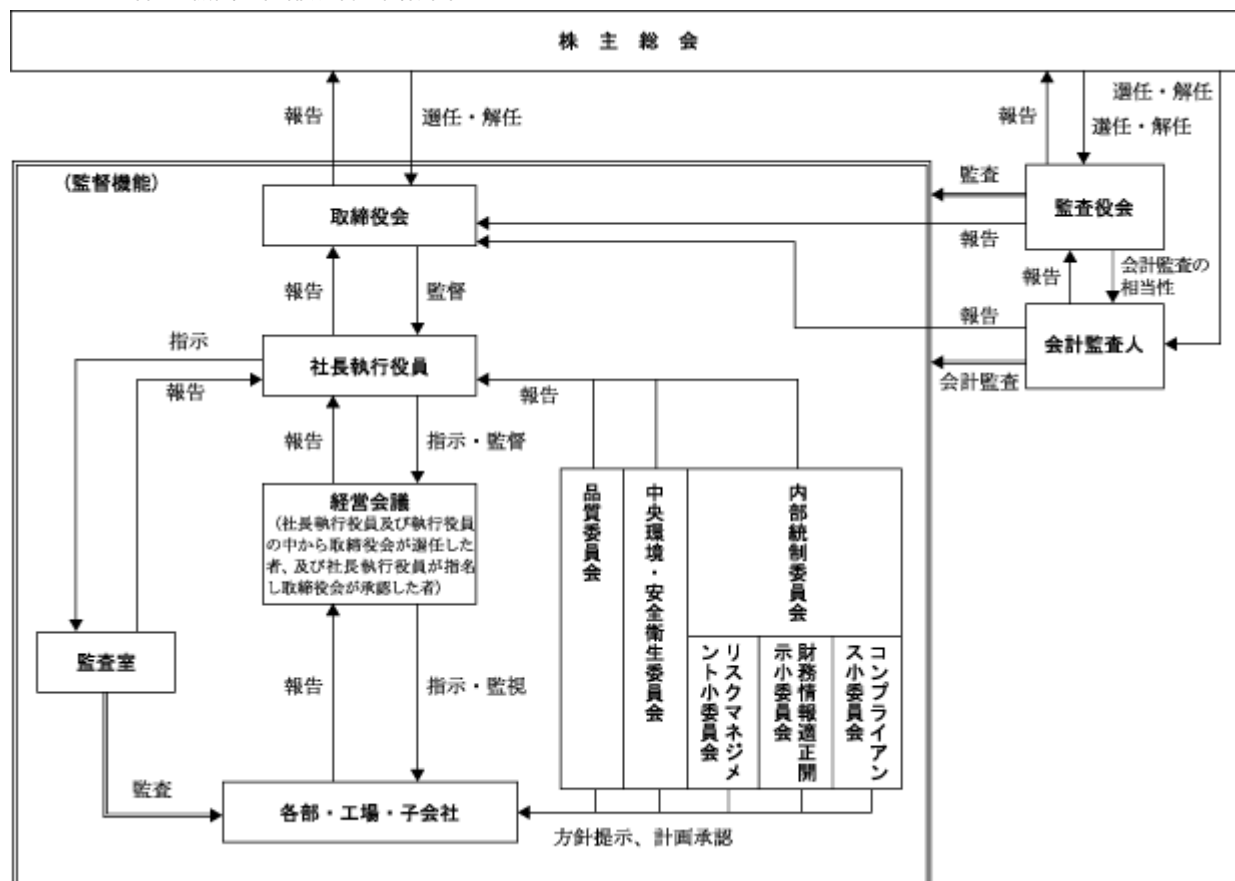 株主総会
報告
選任・解任
報告
選任・解任
選任・解任
(監督機能)
取締役会
監査
監査役会
報告
報告
監督
報告
会計監査の
相当性
指示
社長執行役員
報告
会計監査人
報告
報告
会計監査
報告
指示・監督
経営会議
(社長執行役員及び執行役員
の中から取締役会が選任した
者、及び社長執行役員が指名
し取締役会が承認した者)
品質委員会
中央環境・安全衛生委員会
内部統制委員会
リスクマネジメ
ント小委員会
財務情報適正開
示小委員会
コンプライアン
ス小委員会
監査室
報告
指示・監視
監査
各部・工場・子会社
方針提示、計画承認